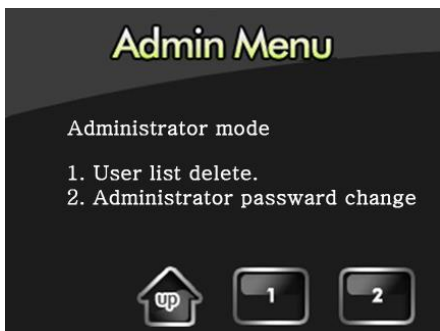 Admin Menu
Administrator mode
1. User list delete.
2. Administrator passward change
up
1
2